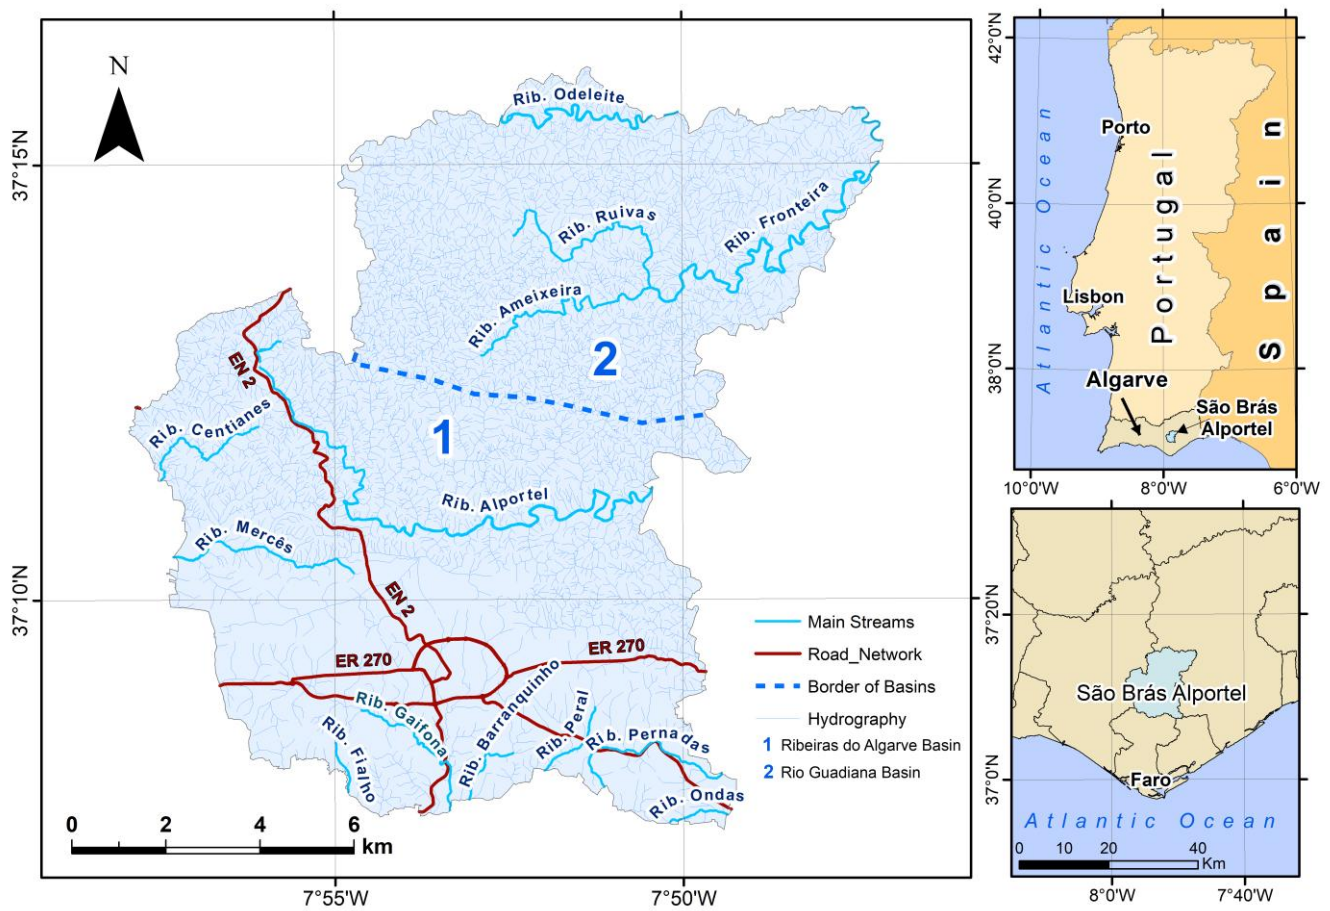 N
37°15'N
37°10'N
7°55'W
7°50'W
Rib. Odeleite
Rib. Ruivas
Rib. Fronteira
Rib. Ameixeira
2
EN 2
1
Rib. Centianes
Rib. Alportel
Rib. Mercês
EN 2
ER 270
ER 270
Rib. Gaifona
Rib. Barranquinho
Rib. Peral
Rib. Pernadas
Rib. Fialho
Rib. Ondas
Main Streams
Road_Network
Border of Basins
Hydrography
1 Ribeiras do Algarve Basin
2 Rio Guadiana Basin
0 2 4 6
km
42°0'N
40°0'N
38°0'N
Porto
Atlantic Ocean
Portugal
Spain
Lisbon
Algarve
São Brás
Alportel
10°0'W 8°0'W 6°0'W
37°20'N
37°0'N
São Brás Alportel
Faro
Atlantic Ocean
0 10 20 40
Km
8°0'W 7°40'W